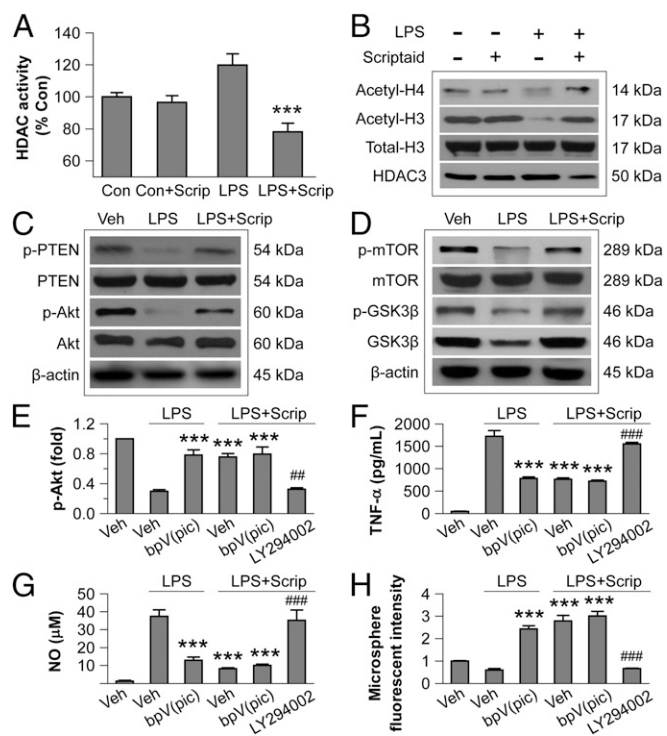 A
HDAC activity
(% Con)
140
120
100
80
60
Con Con+Scrip LPS LPS+Scrip
***
B
LPS - - + +
Scriptaid - + - +
Acetyl-H4 14 kDa
Acetyl-H3 17 kDa
Total-H3 17 kDa
HDAC3 50 kDa
C
Veh LPS LPS+Scrip
p-PTEN 54 kDa
PTEN 54 kDa
p-Akt 60 kDa
Akt 60 kDa
β-actin 45 kDa
D
Veh LPS LPS+Scrip
p-mTOR 289 kDa
mTOR 289 kDa
p-GSK3β 46 kDa
GSK3β 46 kDa
β-actin 45 kDa
E
LPS LPS+Scrip
p-Akt (fold)
1.2
0.8
0.4
0.0
*** *** *** ##
Veh Veh bpV(pic) Veh bpV(pic) LY294002
F
LPS LPS+Scrip
TNF-α (pg/mL)
2000
1500
1000
500
0
*** *** *** ###
Veh Veh bpV(pic) Veh bpV(pic) LY294002
G
LPS LPS+Scrip
NO (μM)
50
40
30
20
10
*** *** *** ###
Veh Veh bpV(pic) Veh bpV(pic) LY294002
H
LPS LPS+Scrip
Microsphere
fluorescent intensity
4
3
2
1
0
*** *** *** ###
Veh Veh bpV(pic) Veh bpV(pic) LY294002